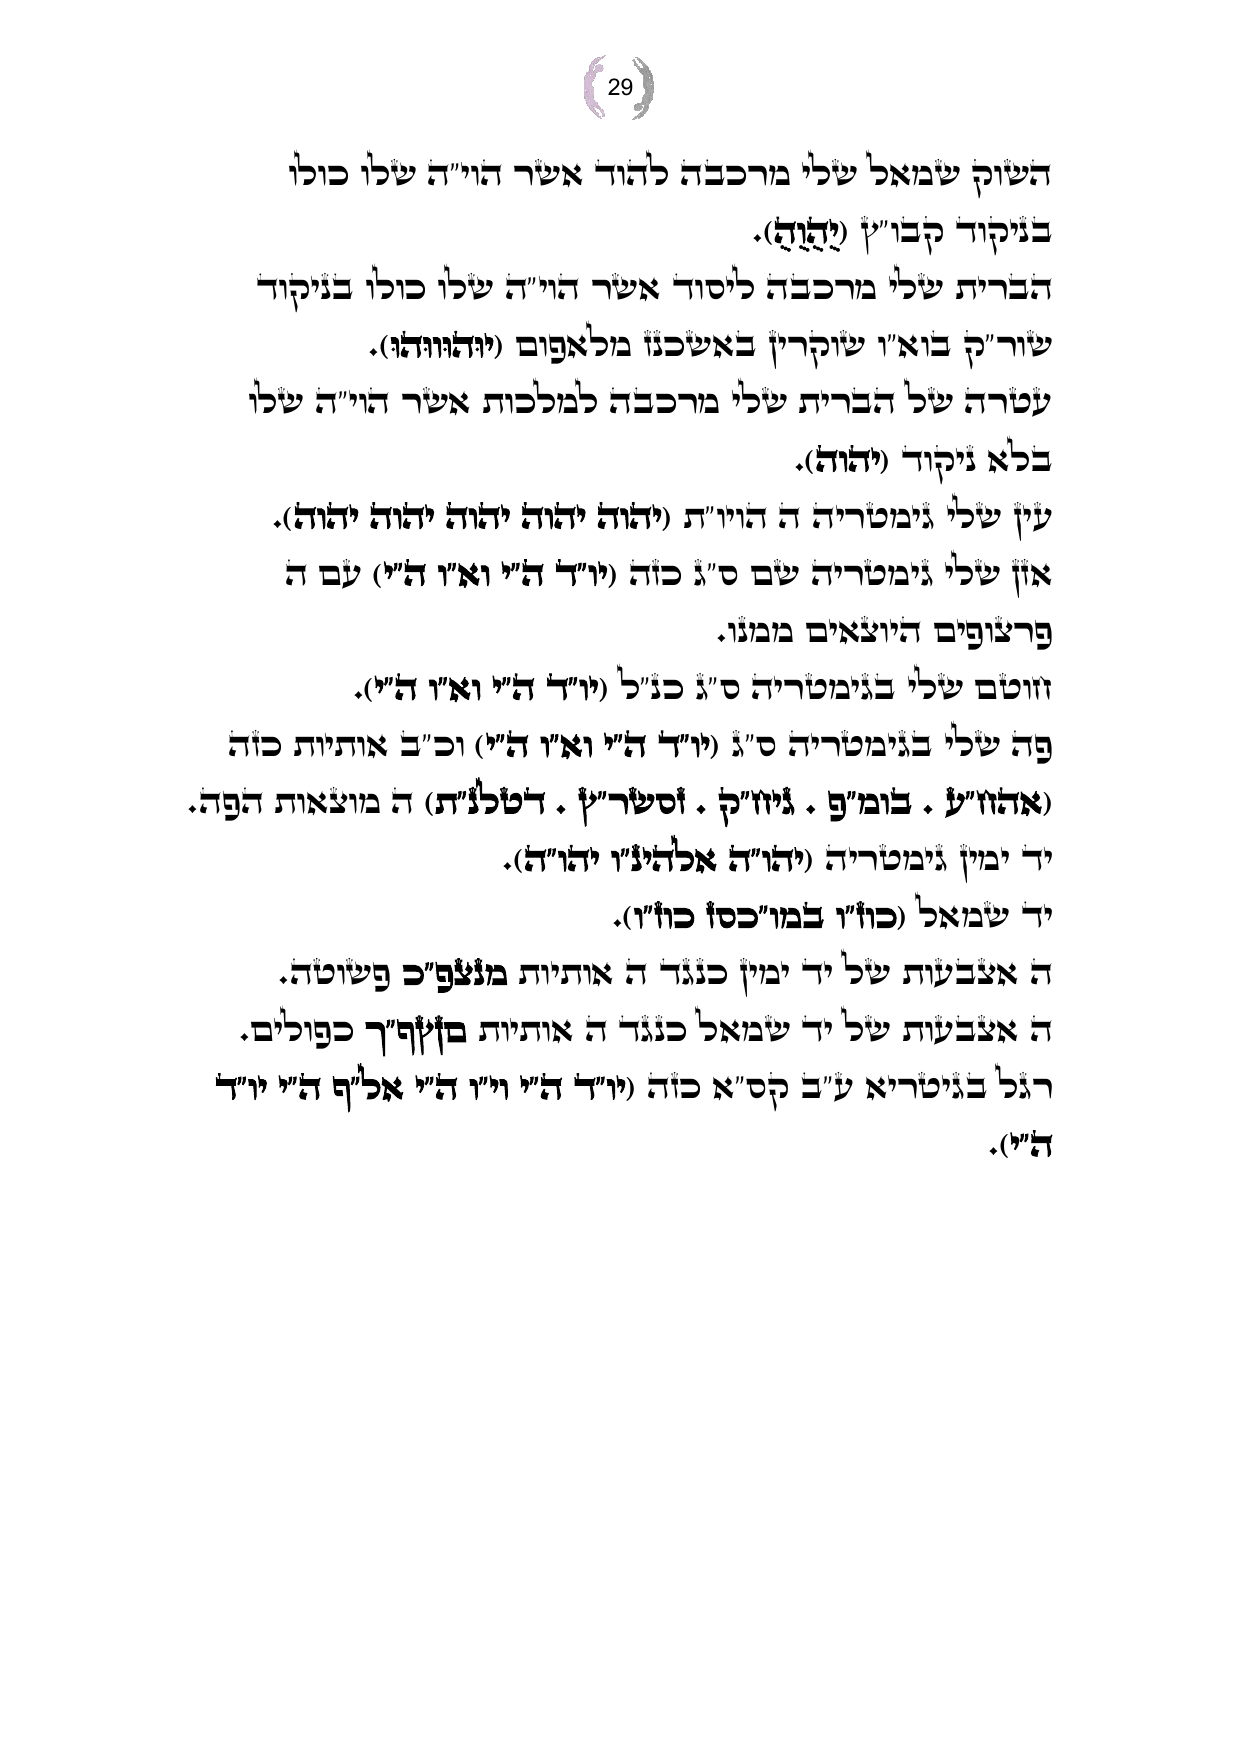 29
השוק שמאל שלי מרכבה להוד אשר הוי"ה שלו כולו
בניקוד קבו"ץ (יֻהֻוֻהֻ).
הברית שלי מרכבה ליסוד אשר הוי"ה שלו כולו בניקוד
שור"ק בוא"ו שוקרין באשכנז מלאפום (יוּהוּווּהוּ).
עטרה של הברית שלי מרכבה למלכות אשר הוי"ה שלו
בלא ניקוד (יהוה).
עין שלי גימטריה ה הויו"ת (יהוה יהוה יהוה יהוה יהוה).
אזן שלי גימטריה שם ס"ג כזה (יו"ד ה"י וא"ו ה"י) עם ה
פרצופים היוצאים ממנו.
חוטם שלי בגימטריה ס"ג כנ"ל (יו"ד ה"י וא"ו ה"י).
פה שלי בגימטריה ס"ג (יו"ד ה"י וא"ו ה"י) וכ"ב אותיות כזה
(אהח"ע . בומ"פ . גיח"ק . זסשר"ץ . דטלנ"ת) ה מוצאות הפה.
יד ימין גימטריה (יהו"ה אלהינ"ו יהו"ה).
יד שמאל (כוז"ו במו"כסז כוז"ו).
ה אצבעות של יד ימין כנגד ה אותיות מנצפ"כ פשוטה.
ה אצבעות של יד שמאל כנגד ה אותיות םןץף"ך כפולים.
רגל בגיטריא ע"ב קס"א כזה (יו"ד ה"י וי"ו ה"י אל"ף ה"י יו"ד
ה"י).